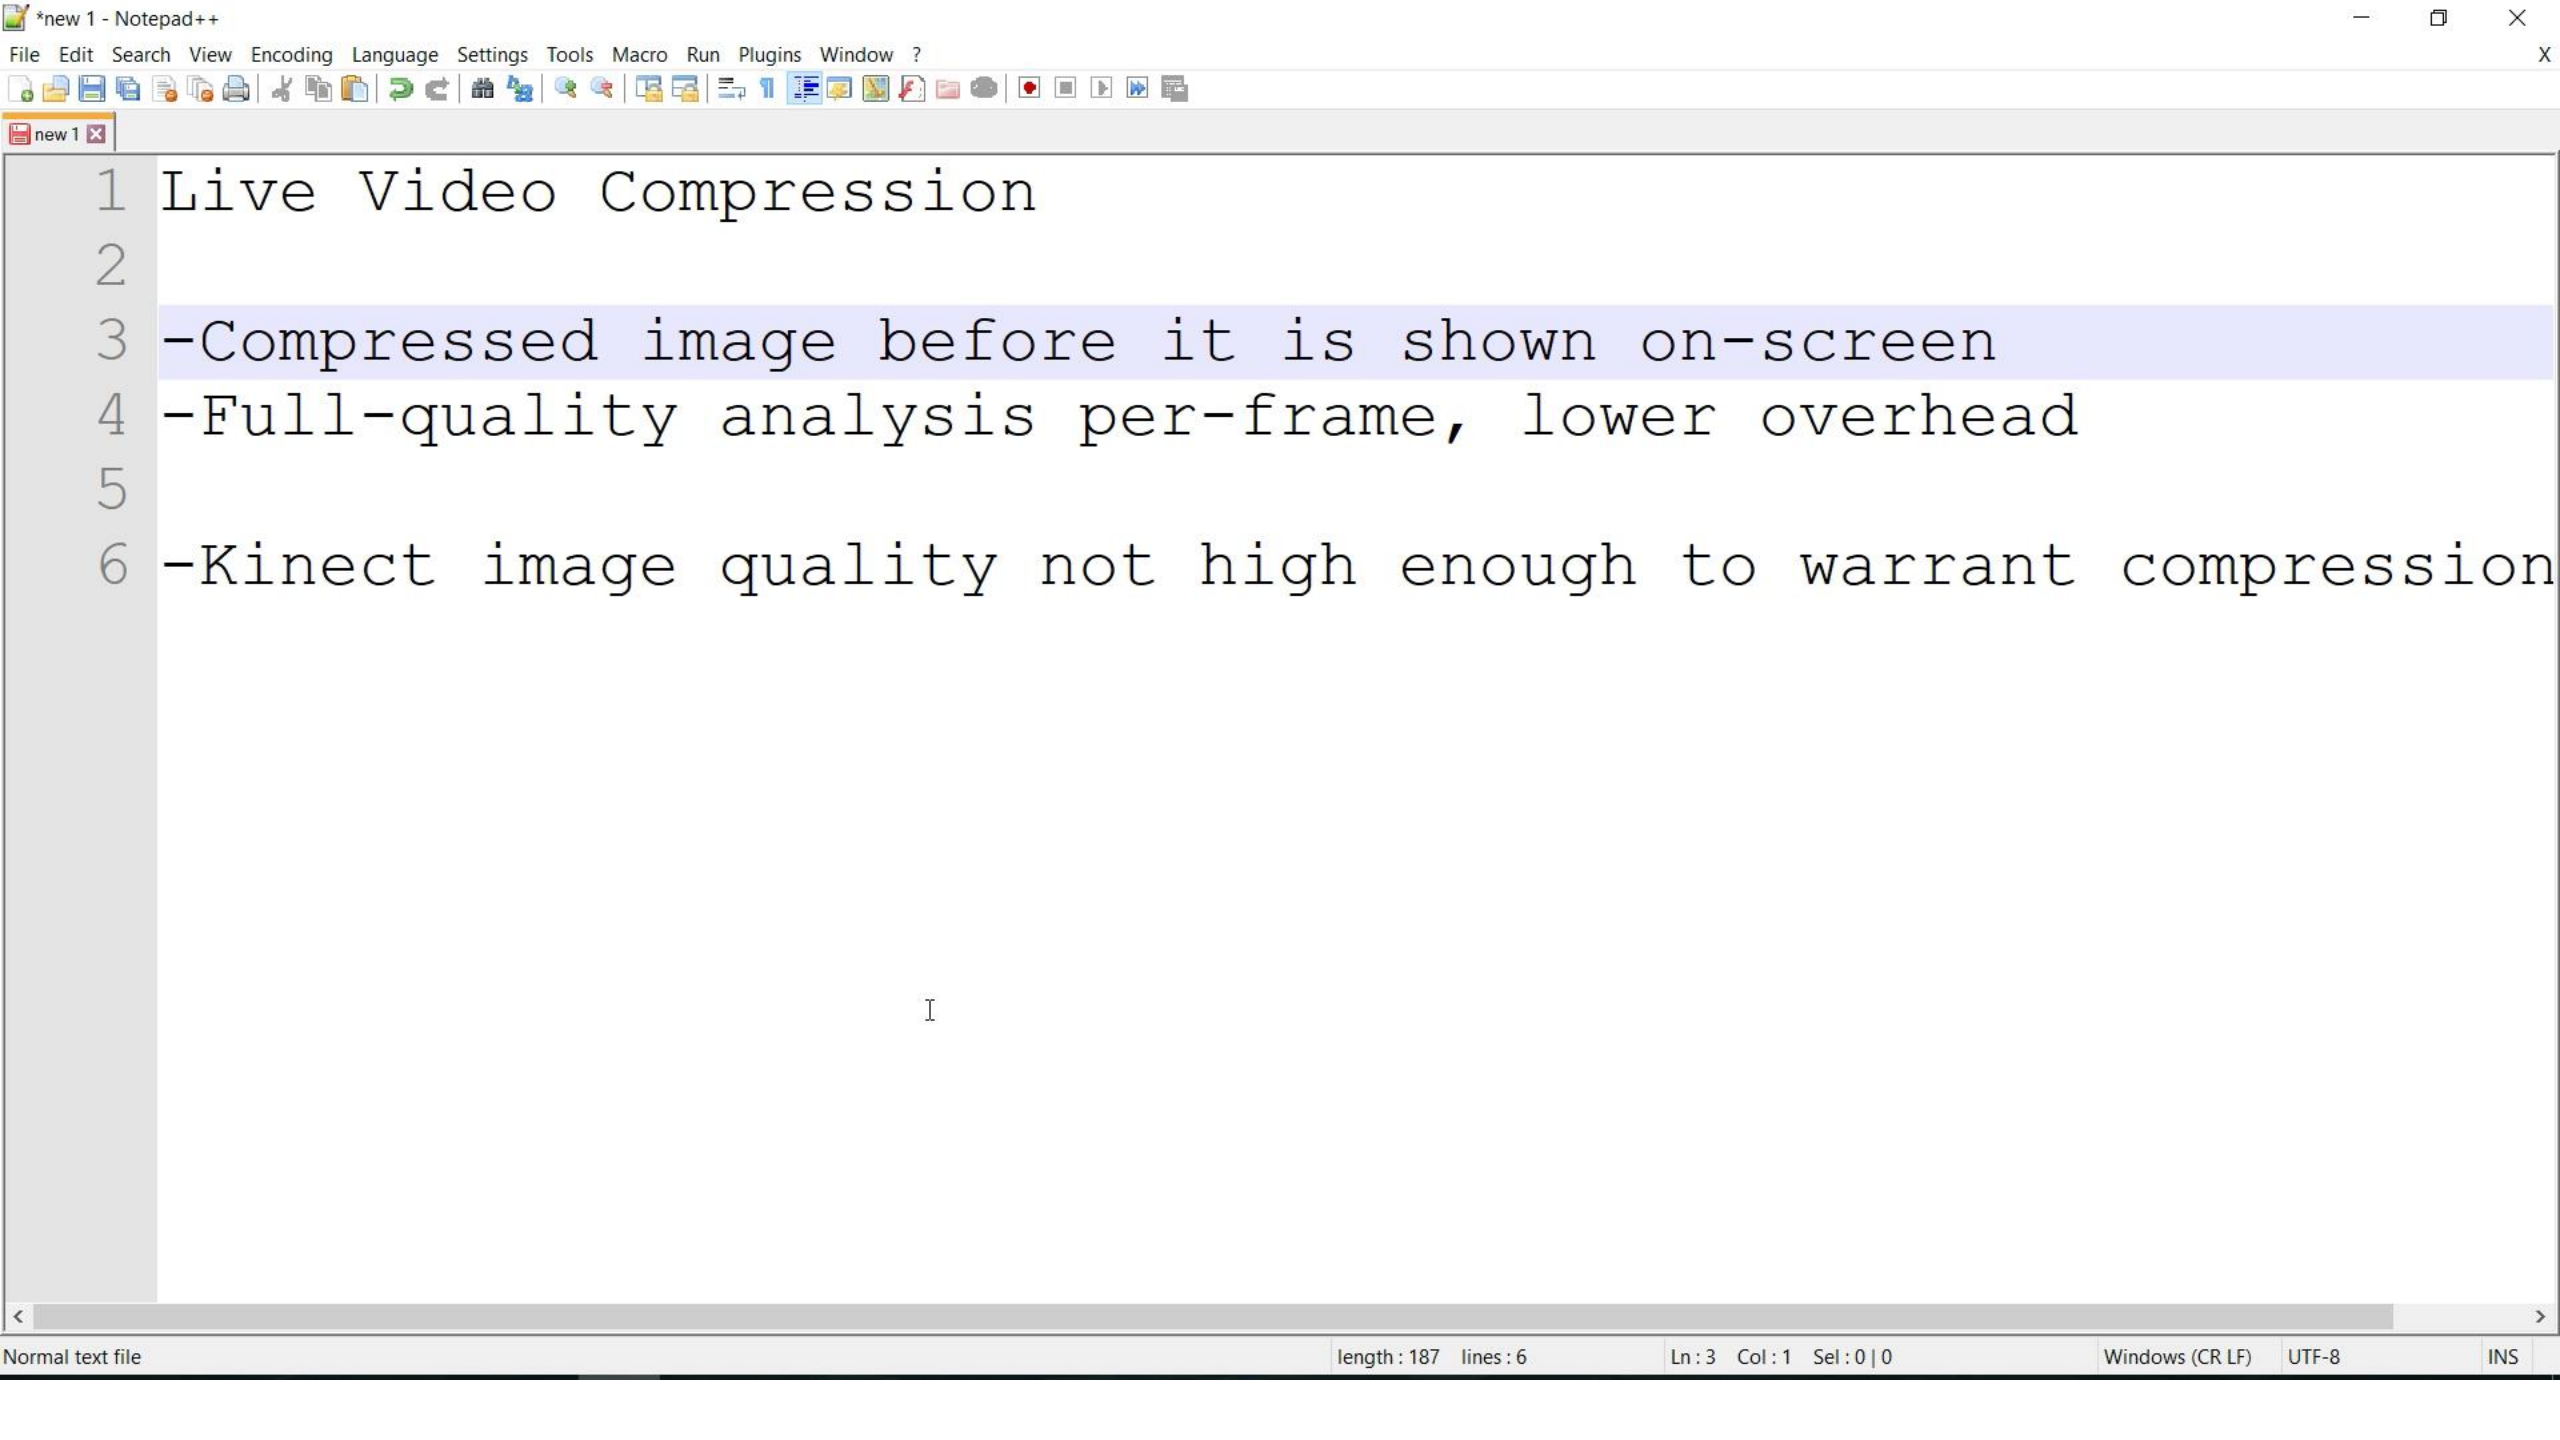 *new 1 - Notepad++
File Edit Search View Encoding Language Settings Tools Macro Run Plugins Window ?
X
new 1
1 Live Video Compression
2
3 -Compressed image before it is shown on-screen
4 -Full-quality analysis per-frame, lower overhead
5
6 -Kinect image quality not high enough to warrant compression
Normal text file length : 187 lines : 6 Ln : 3 Col : 1 Sel : 0 | 0 Windows (CR LF) UTF-8 INS